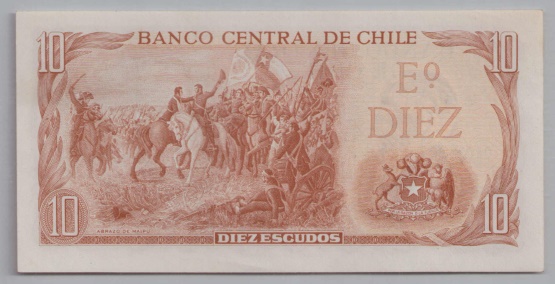 10 BANCO CENTRAL DE CHILE 10
Eº
DIEZ
10 ABRAZO DE MAIPU DIEZ ESCUDOS 10